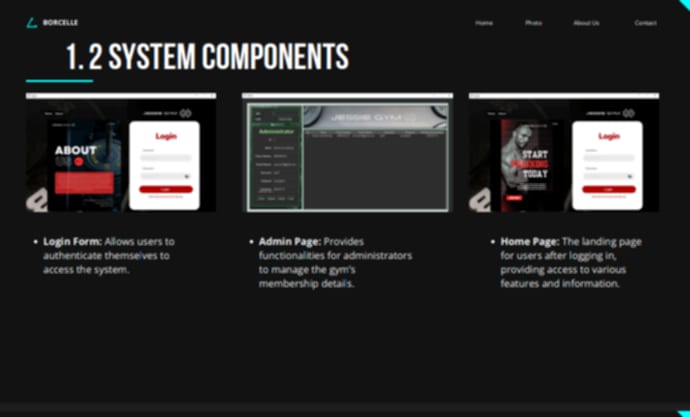 BORCELLE
Home Photo About Us Contact
1. 2 SYSTEM COMPONENTS
ABOUT
Login
Administrator
JESSIE GYM
START
TODAY
Login
• Login Form: Allows users to
authenticate themselves to
access the system.
• Admin Page: Provides
functionalities for administrators
to manage the gym's
membership details.
• Home Page: The landing page
for users after logging in,
providing access to various
features and information.